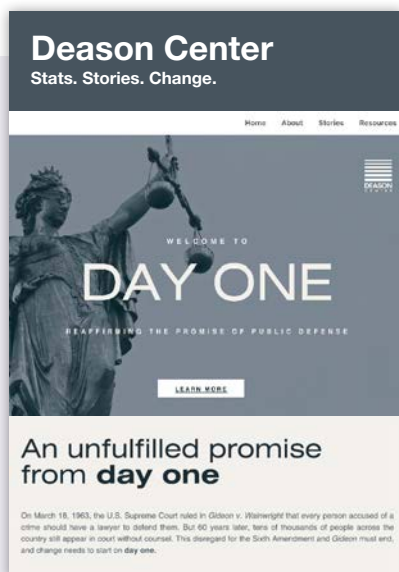 Deason Center
Stats. Stories. Change.
Home About Stories Resources
DEASON
CENTER
WELCOME TO
DAY ONE
REAFFIRMING THE PROMISE OF PUBLIC DEFENSE
LEARN MORE
An unfulfilled promise
from day one
On March 18, 1963, the U.S. Supreme Court ruled in Gideon v. Wainwright that every person accused of a
crime should have a lawyer to defend them. But 60 years later, tens of thousands of people across the
country still appear in court without counsel. This disregard for the Sixth Amendment and Gideon must end,
and change needs to start on day one.